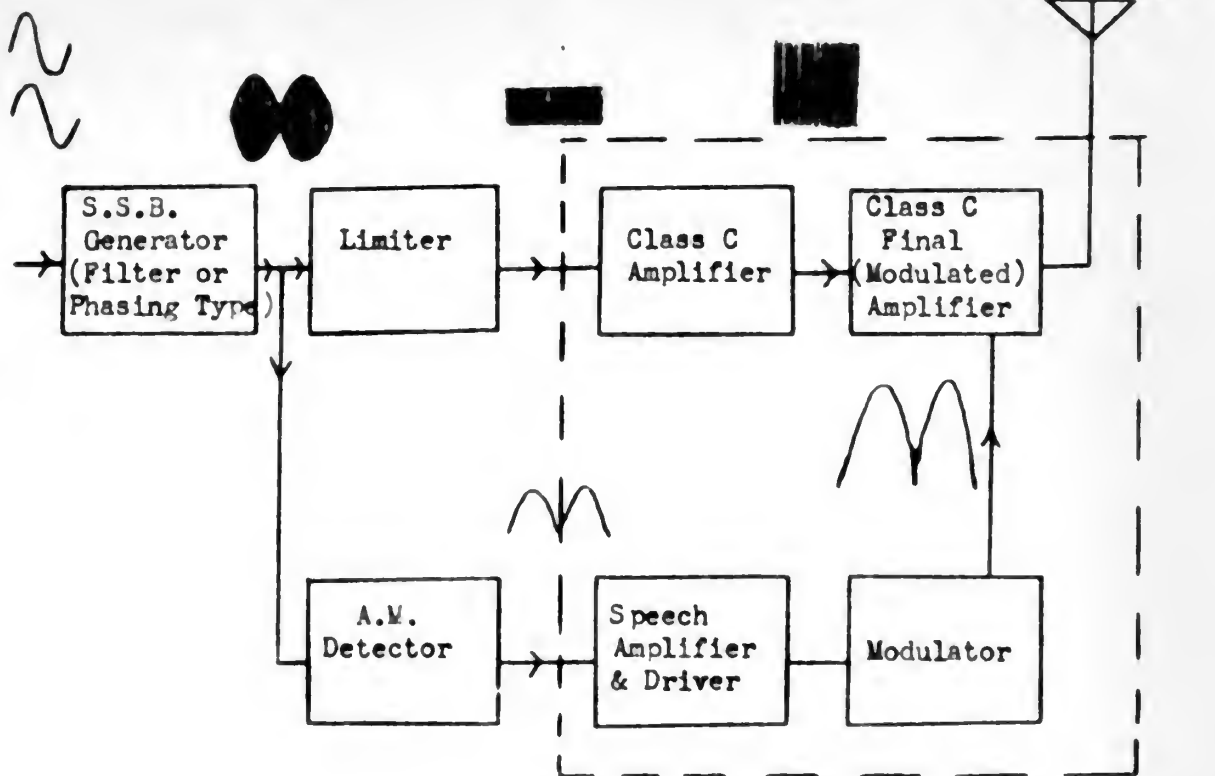 S.S.B.
Generator
(Filter or
Phasing Type)
Limiter
Class C
Amplifier
Class C
Final
(Modulated)
Amplifier
A.M.
Detector
Speech
Amplifier
& Driver
Modulator